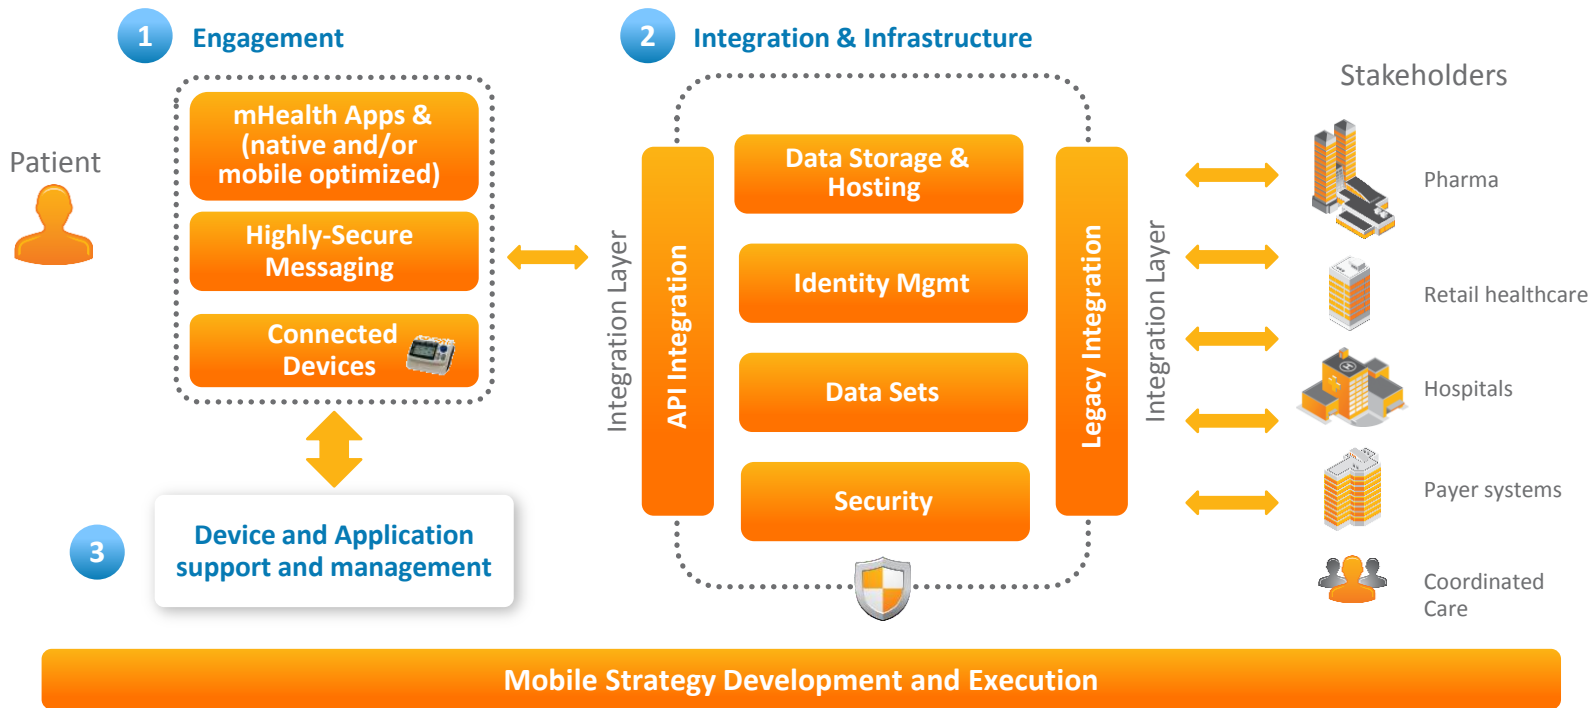 1 Engagement
2 Integration & Infrastructure
Stakeholders
Patient
mHealth Apps &
(native and/or
mobile optimized)
Highly-Secure
Messaging
Connected
Devices
3
Device and Application
support and management
Integration Layer
API Integration
Data Storage &
Hosting
Identity Mgmt
Data Sets
Security
Legacy Integration
Integration Layer
Pharma
Retail healthcare
H
Hospitals
Payer systems
Coordinated
Care
Mobile Strategy Development and Execution